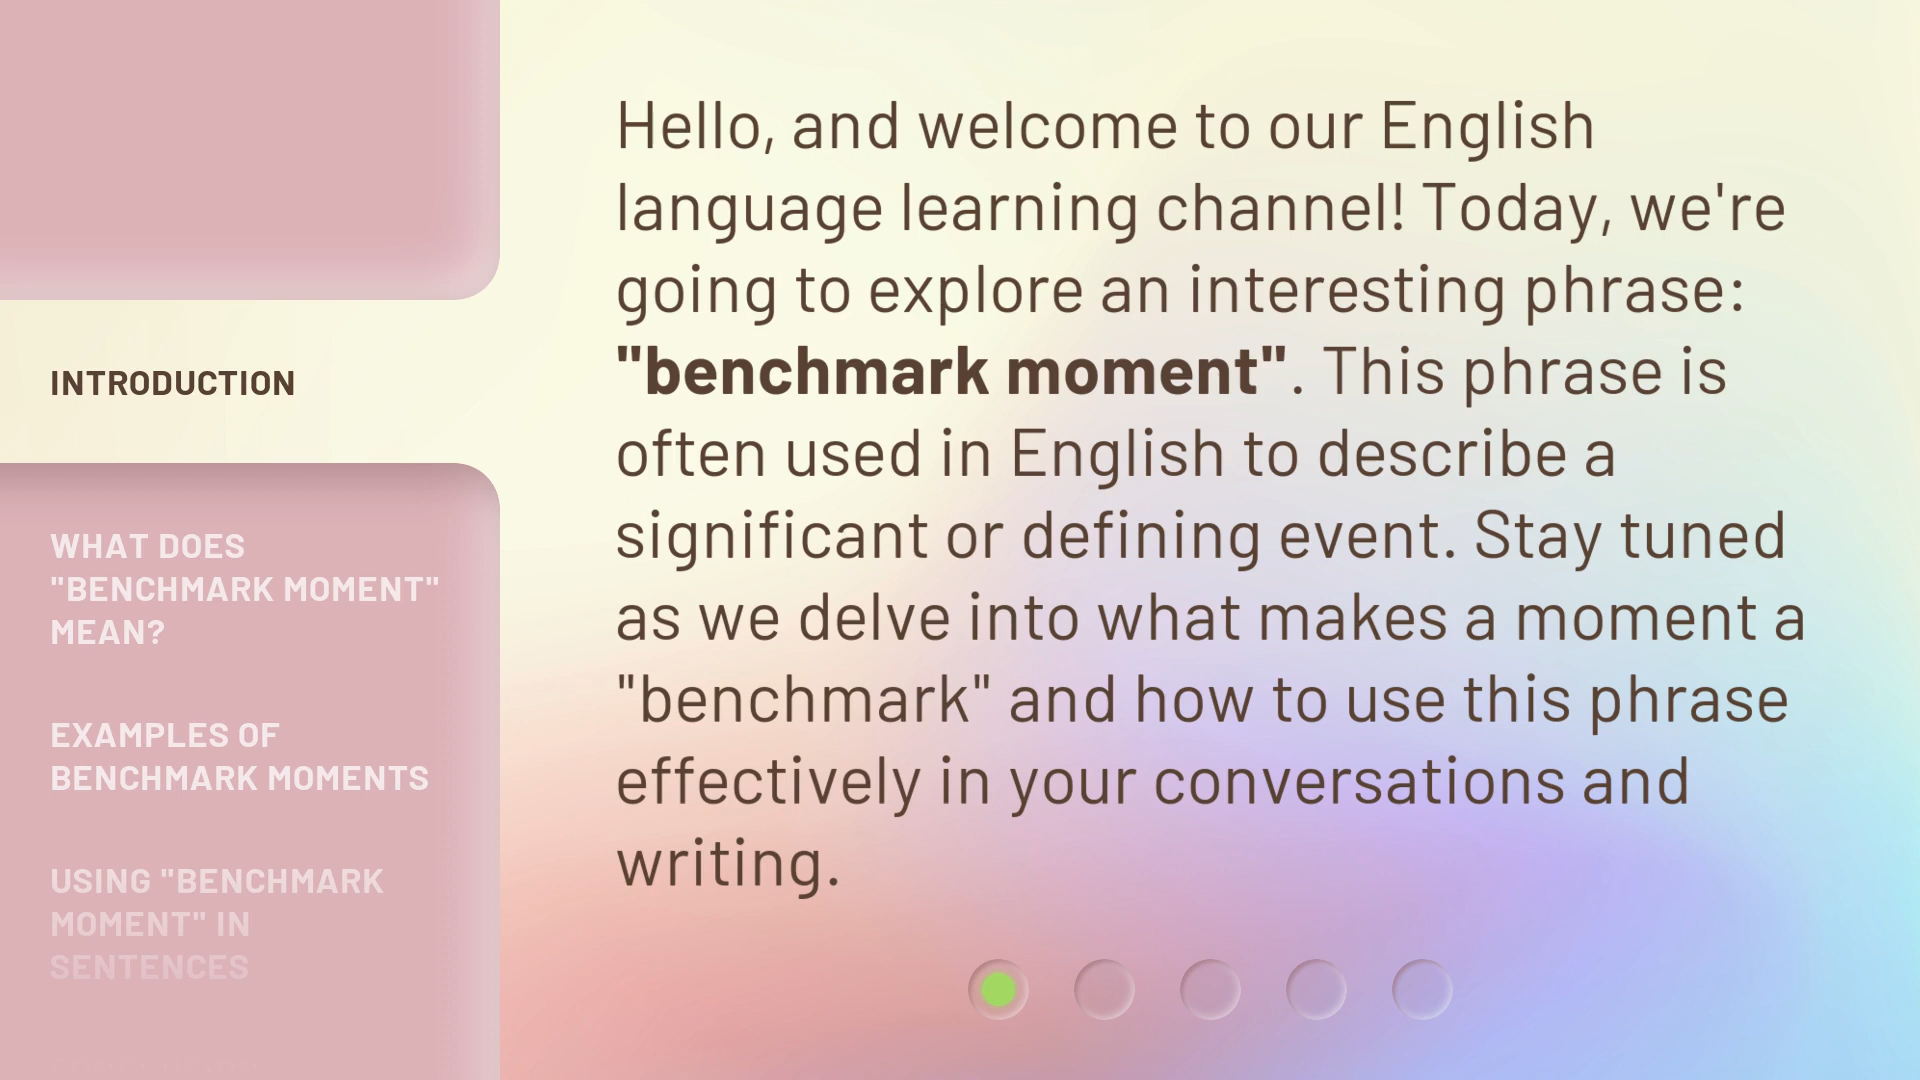 INTRODUCTION
WHAT DOES
"BENCHMARK MOMENT"
MEAN?
EXAMPLES OF
BENCHMARK MOMENTS
USING "BENCHMARK
MOMENT" IN
SENTENCES
Hello, and welcome to our English
language learning channel! Today, we're
going to explore an interesting phrase:
"benchmark moment". This phrase is
often used in English to describe a
significant or defining event. Stay tuned
as we delve into what makes a moment a
"benchmark" and how to use this phrase
effectively in your conversations and
writing.